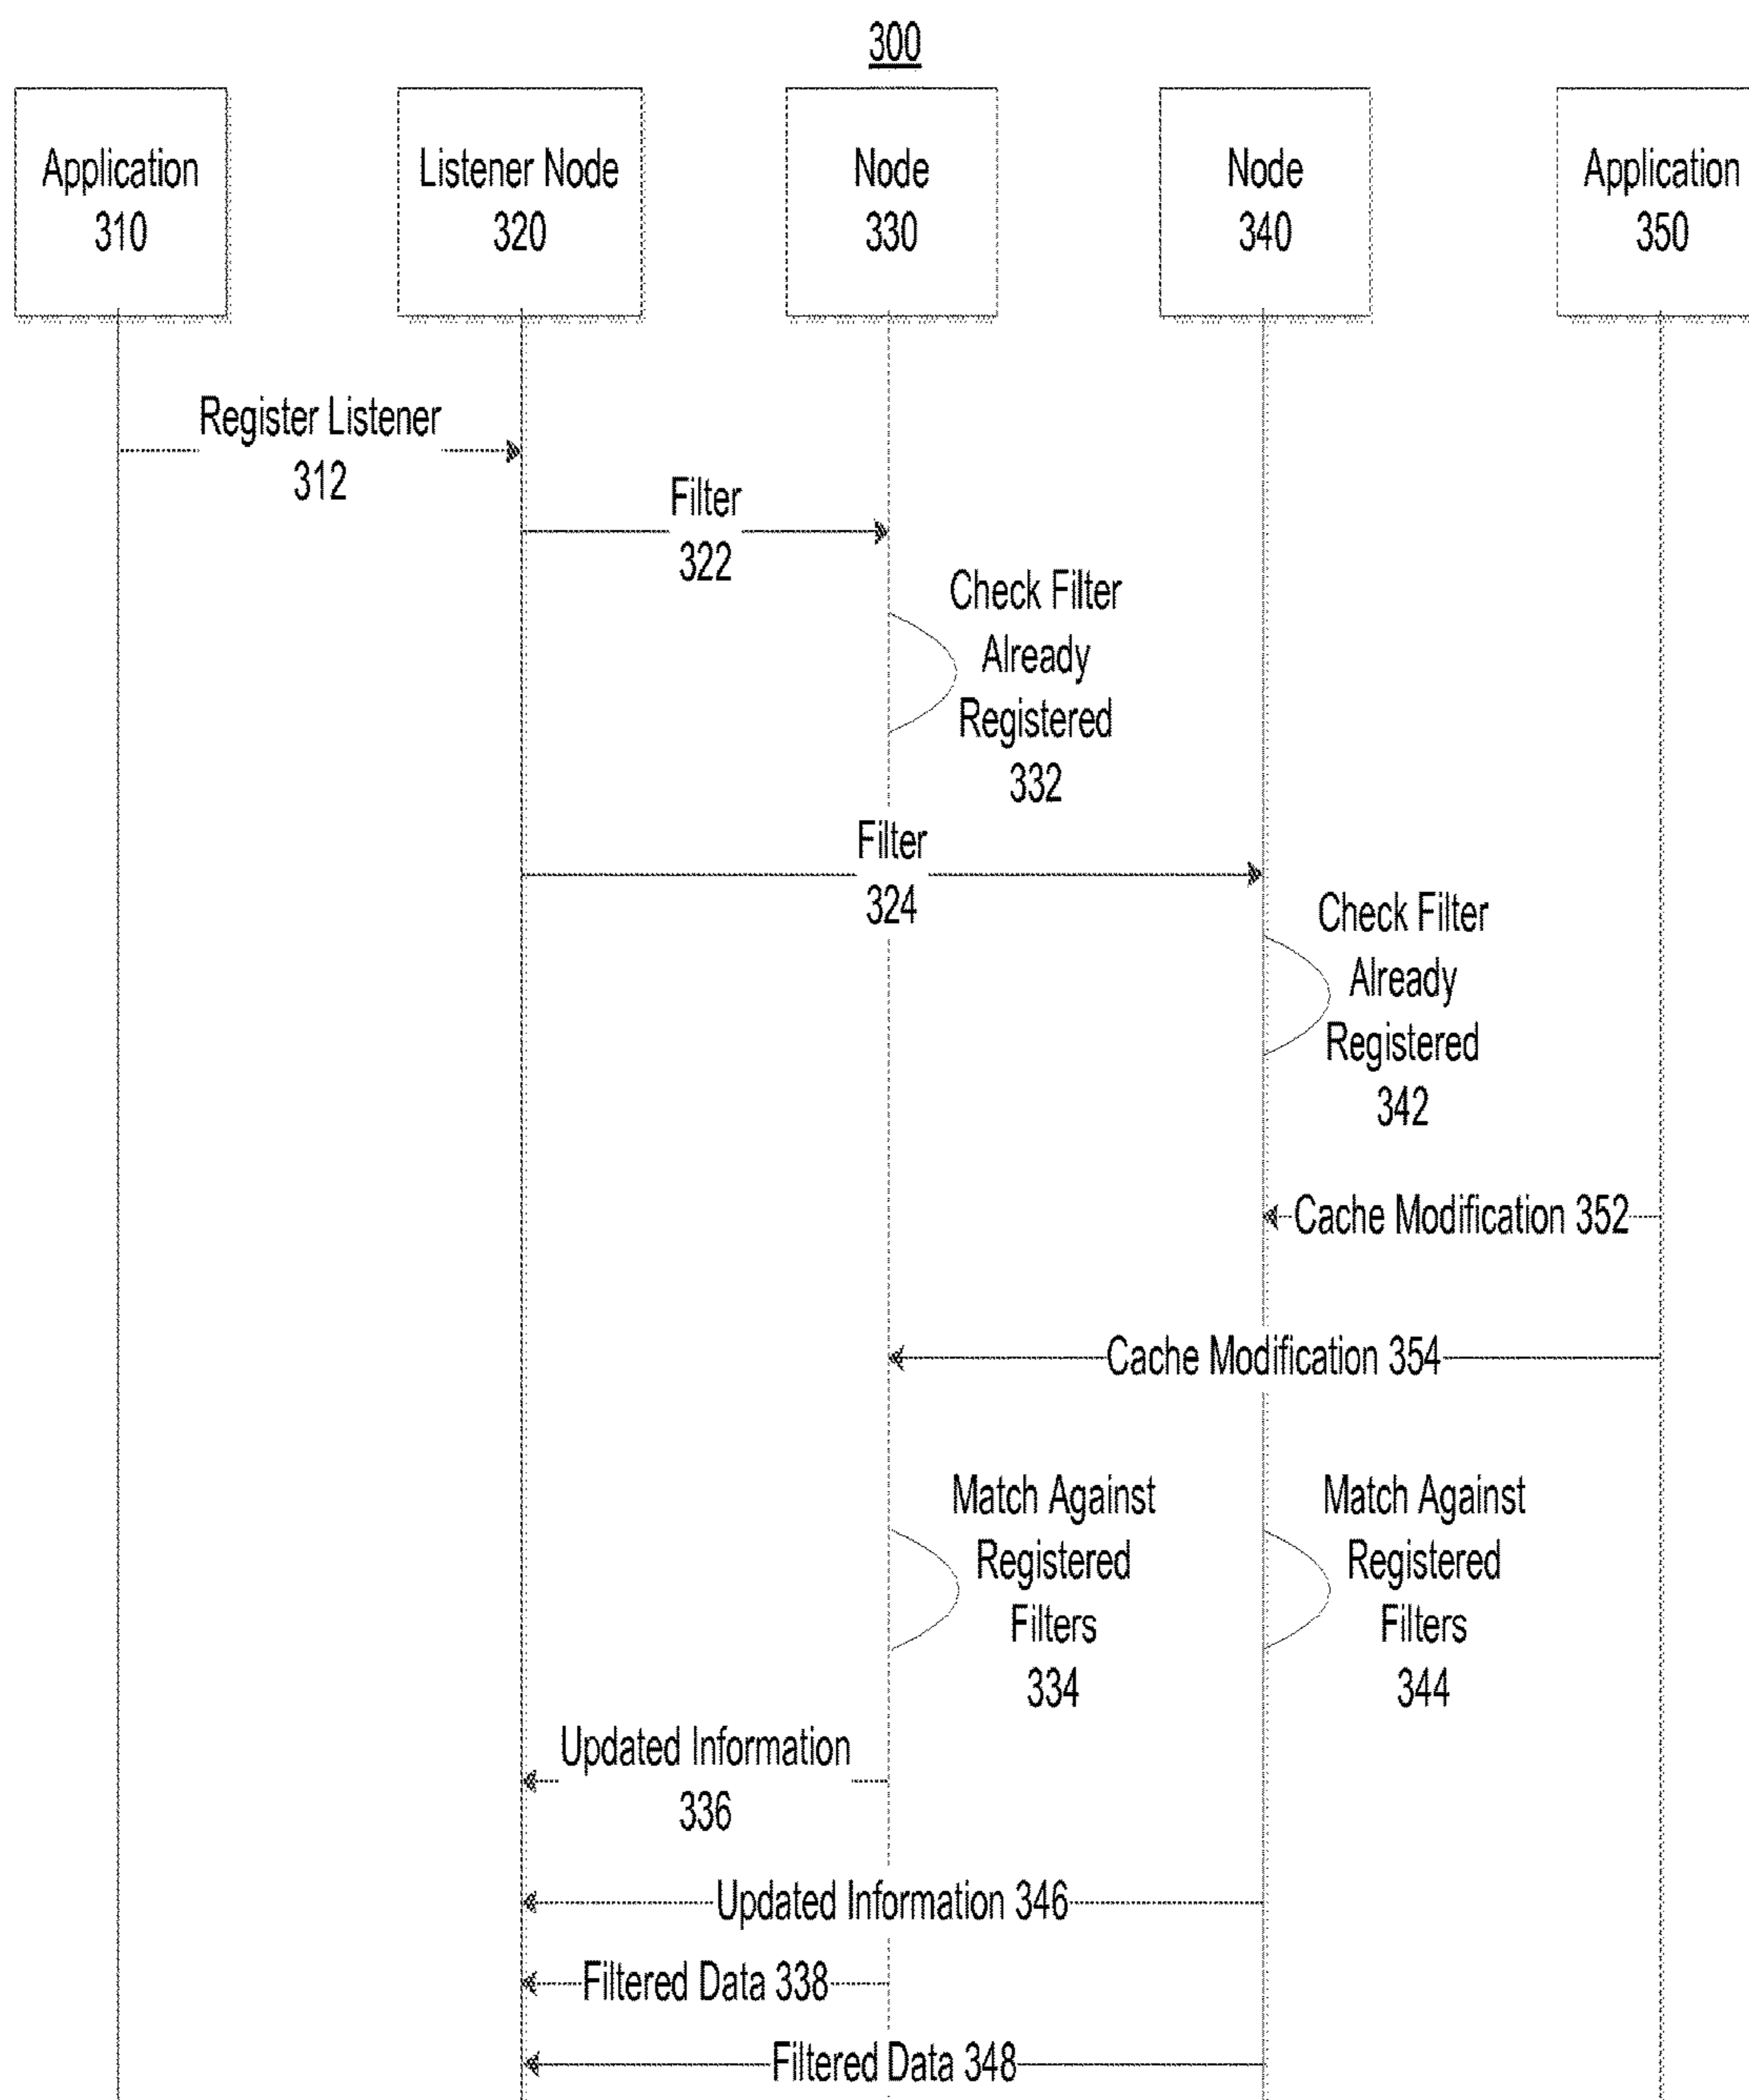 300
Application
310
Listener Node
320
Node
330
Node
340
Application
350
Register Listener
312
Filter
322
Check Filter
Already
Registered
332
Filter
324
Check Filter
Already
Registered
342
Cache Modification 352
Cache Modification 354
Match Against
Registered
Filters
334
Match Against
Registered
Filters
344
Updated Information
336
Updated Information 346
Filtered Data 338
Filtered Data 348